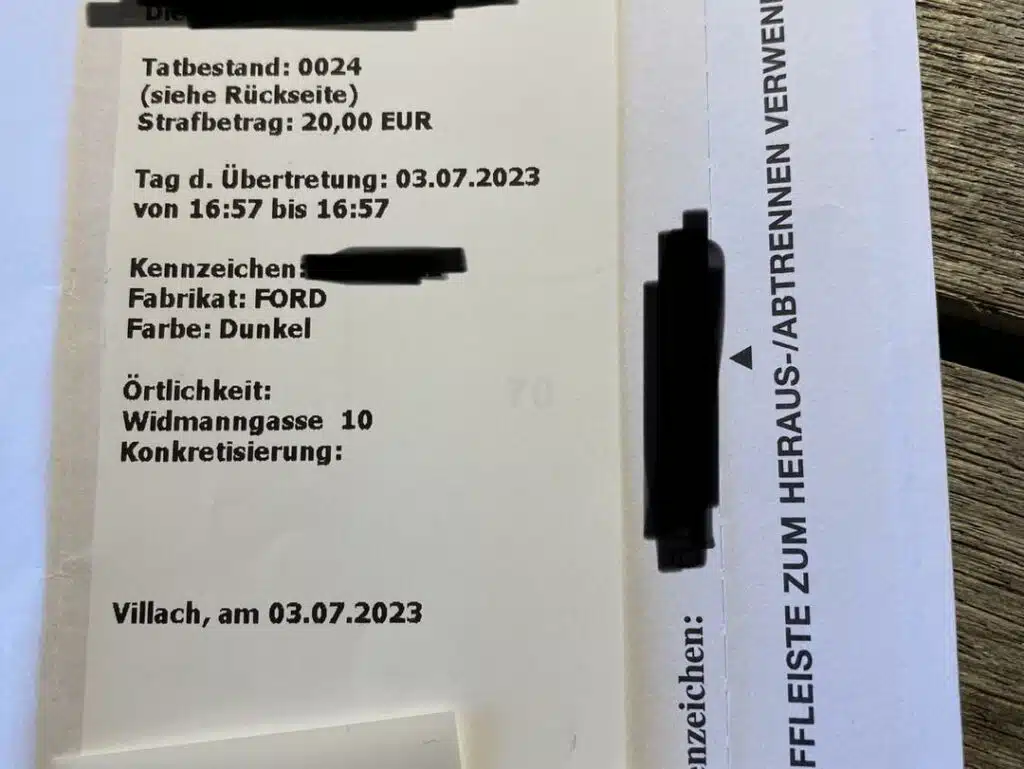 Tatbestand: 0024
(siehe Rückseite)
Strafbetrag: 20,00 EUR
Tag d. Übertretung: 03.07.2023
von 16:57 bis 16:57
Kennzeichen:
Fabrikat: FORD
Farbe: Dunkel
Örtlichkeit:
Widmanngasse 10
Konkretisierung:
70
Villach, am 03.07.2023
enzeichen:
FFLEISTE ZUM HERAUS-/ABTRENNEN VERWEN